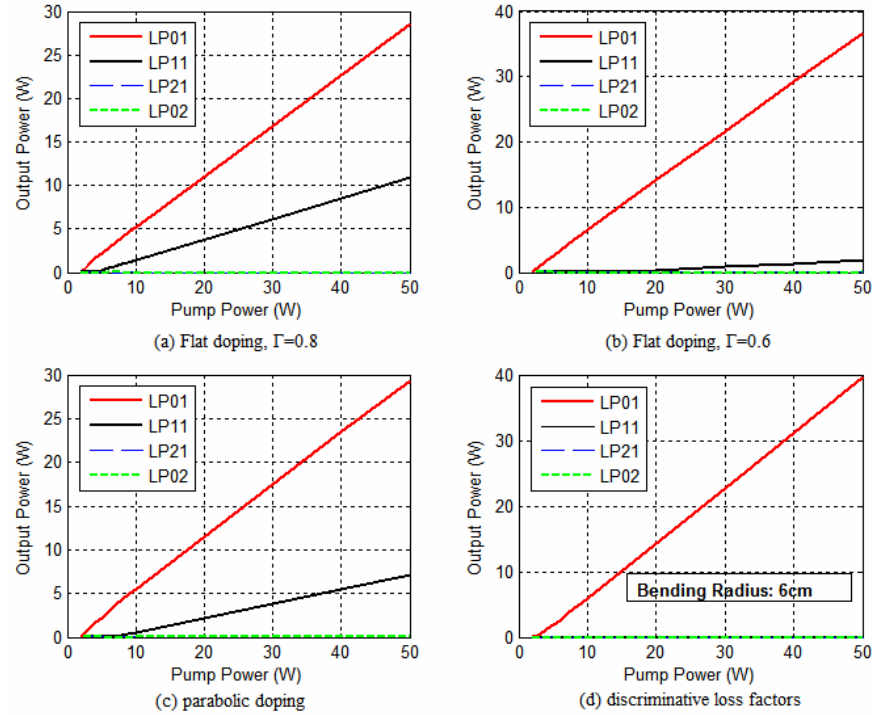 30
25
20
15
10
5
0
0 10 20 30 40 50
Output Power (W)
Pump Power (W)
LP01
LP11
LP21
LP02
(a) Flat doping, Γ=0.8
40
30
20
10
0
0 10 20 30 40 50
Output Power (W)
Pump Power (W)
LP01
LP11
LP21
LP02
(b) Flat doping, Γ=0.6
30
25
20
15
10
5
0
0 10 20 30 40 50
Output Power (W)
Pump Power (W)
LP01
LP11
LP21
LP02
(c) parabolic doping
40
30
20
10
0
0 10 20 30 40 50
Output Power (W)
Pump Power (W)
LP01
LP11
LP21
LP02
Bending Radius: 6cm
(d) discriminative loss factors